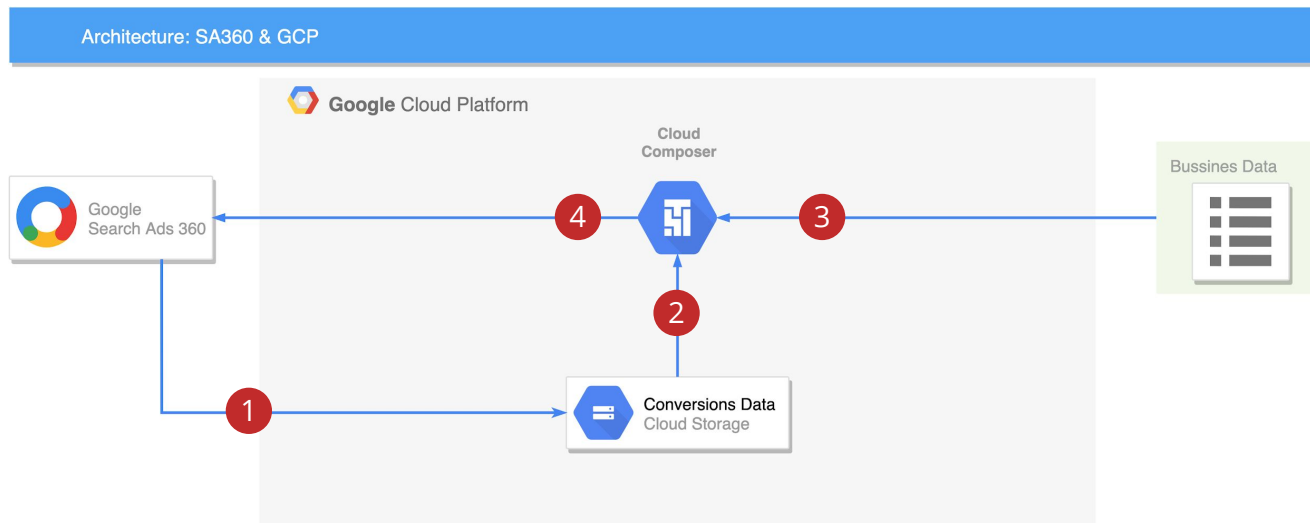 Architecture: SA360 & GCP
Google Cloud Platform
Cloud
Composer
Bussines Data
Google
Search Ads 360
4
3
2
1
Conversions Data
Cloud Storage